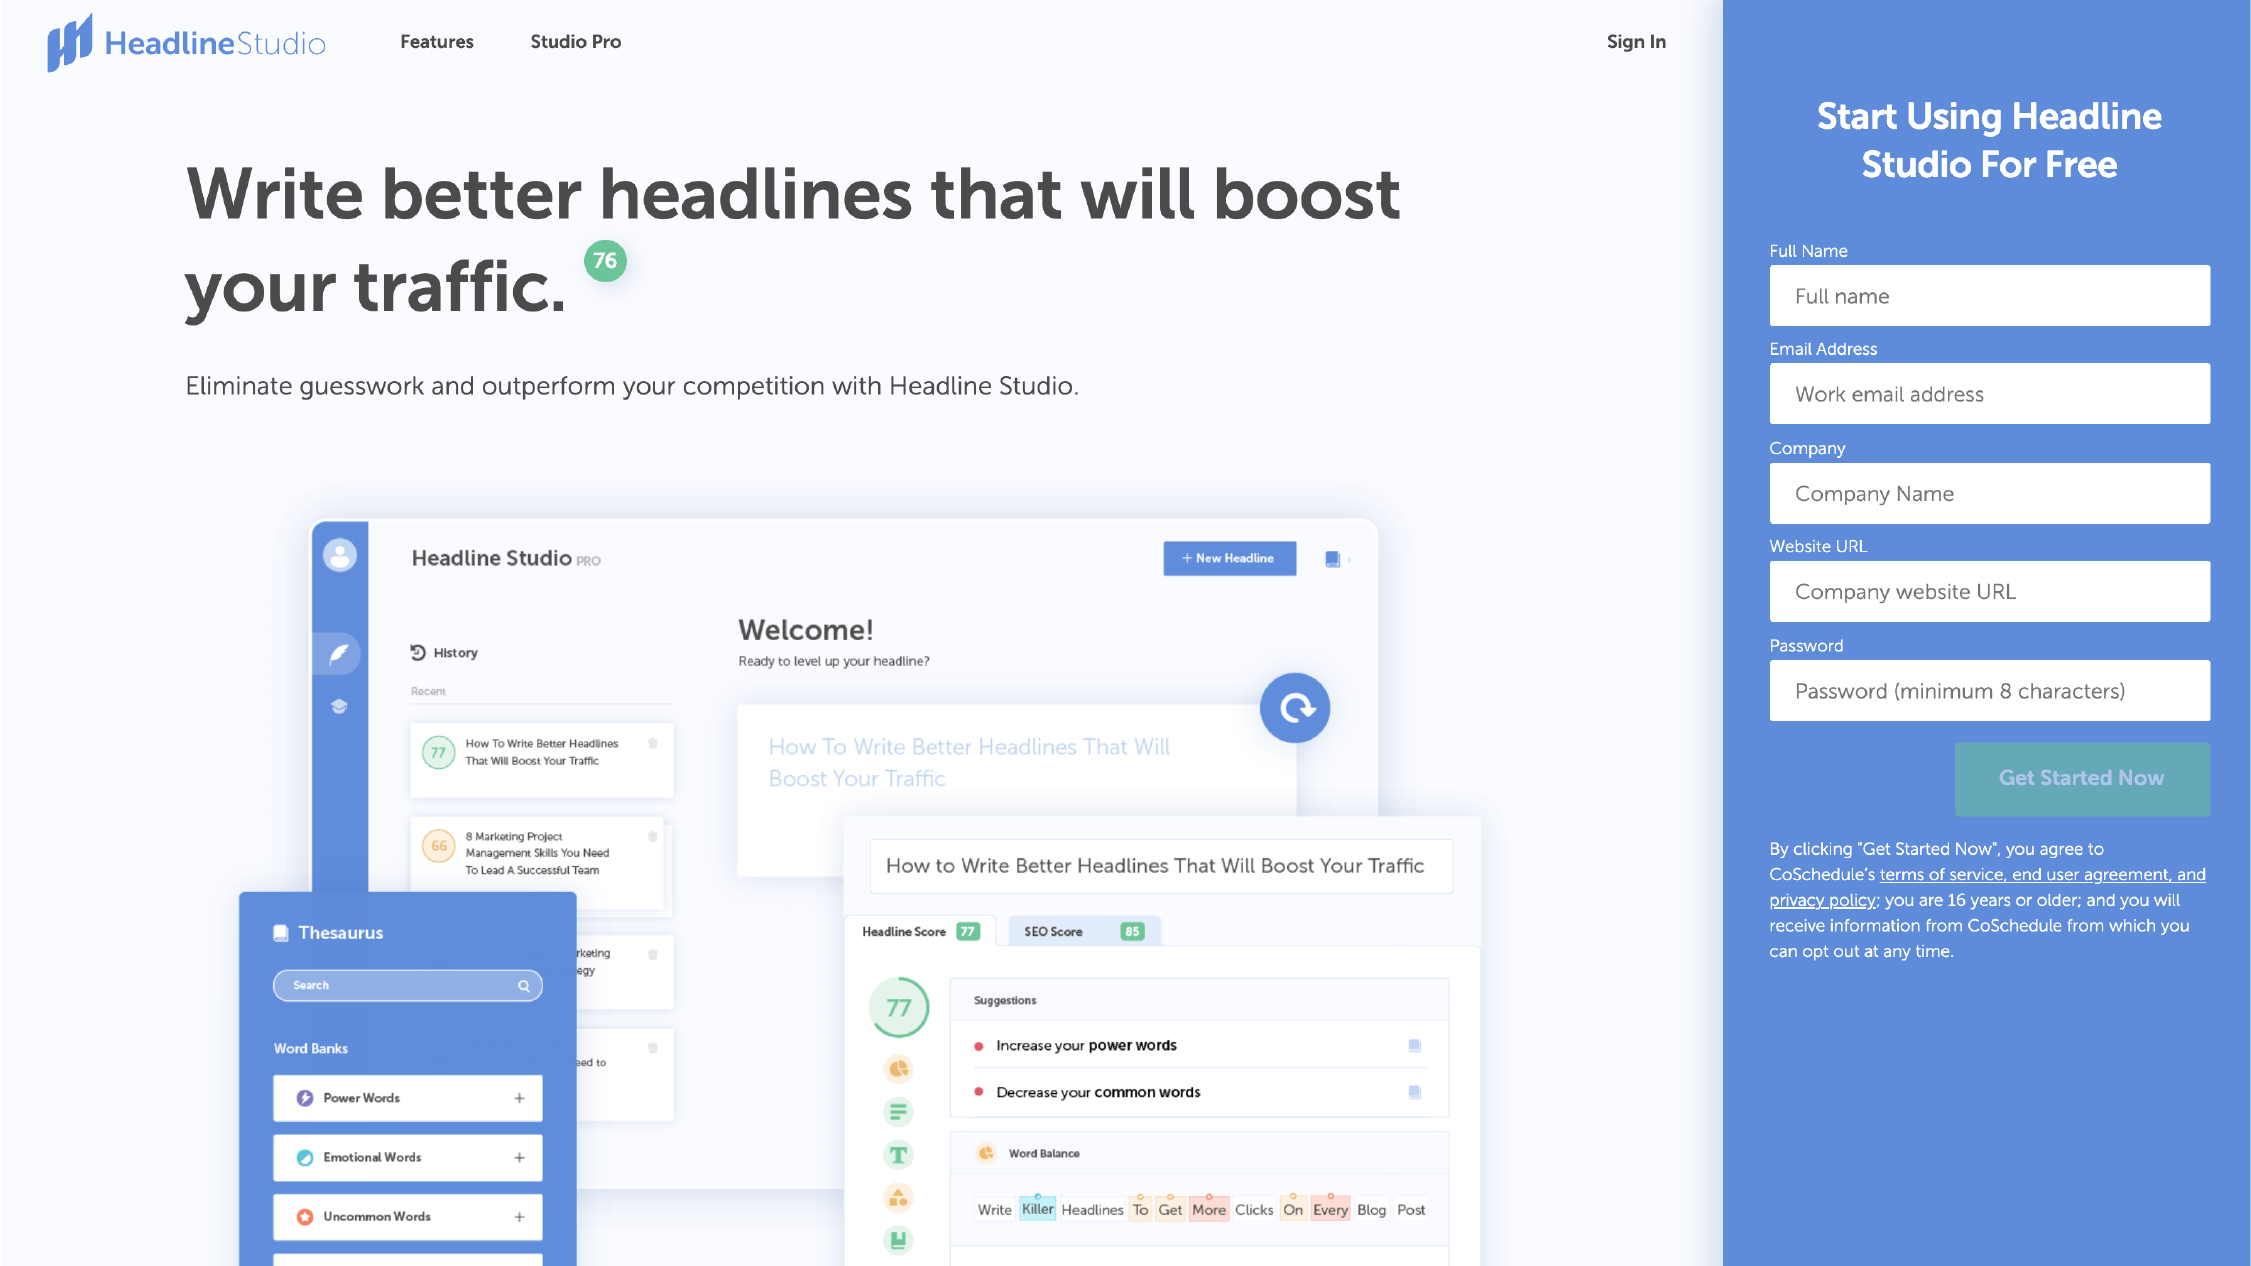 HeadlineStudio
Features
Studio Pro
Sign In
Write better headlines that will boost
your traffic.
76
Eliminate guesswork and outperform your competition with Headline Studio.
Headline Studio PRO
+ New Headline
History
Recent
77
How To Write Better Headlines
That Will Boost Your Traffic
66
8 Marketing Project
Management Skills You Need
To Lead A Successful Team
Welcome!
Ready to level up your headline?
How To Write Better Headlines That Will
Boost Your Traffic
Thesaurus
Search
Word Banks
Power Words +
Emotional Words +
Uncommon Words +
How to Write Better Headlines That Will Boost Your Traffic
Headline Score 77
SEO Score 85
77
Suggestions
Increase your power words
Decrease your common words
Word Balance
Write Killer Headlines To Get More Clicks On Every Blog Post
Start Using Headline
Studio For Free
Full Name
Full name
Email Address
Work email address
Company
Company Name
Website URL
Company website URL
Password
Password (minimum 8 characters)
Get Started Now
By clicking "Get Started Now", you agree to
CoSchedule's terms of service, end user agreement, and
privacy policy; you are 16 years or older; and you will
receive information from CoSchedule from which you
can opt out at any time.